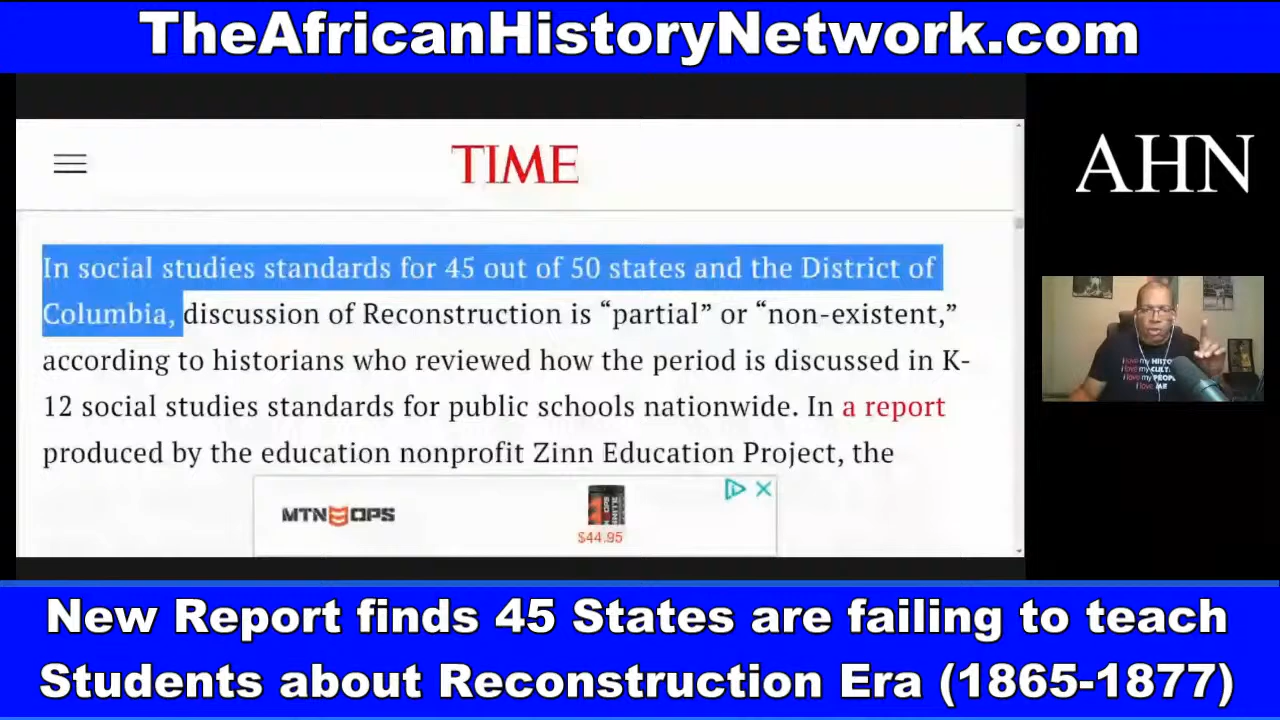 TheAfricanHistoryNetwork.com
TIME
AHN
In social studies standards for 45 out of 50 states and the District of
Columbia, discussion of Reconstruction is “partial” or “non-existent,”
according to historians who reviewed how the period is discussed in K-
12 social studies standards for public schools nationwide. In a report
produced by the education nonprofit Zinn Education Project, the
MTN OPS
$44.95
New Report finds 45 States are failing to teach
Students about Reconstruction Era (1865-1877)